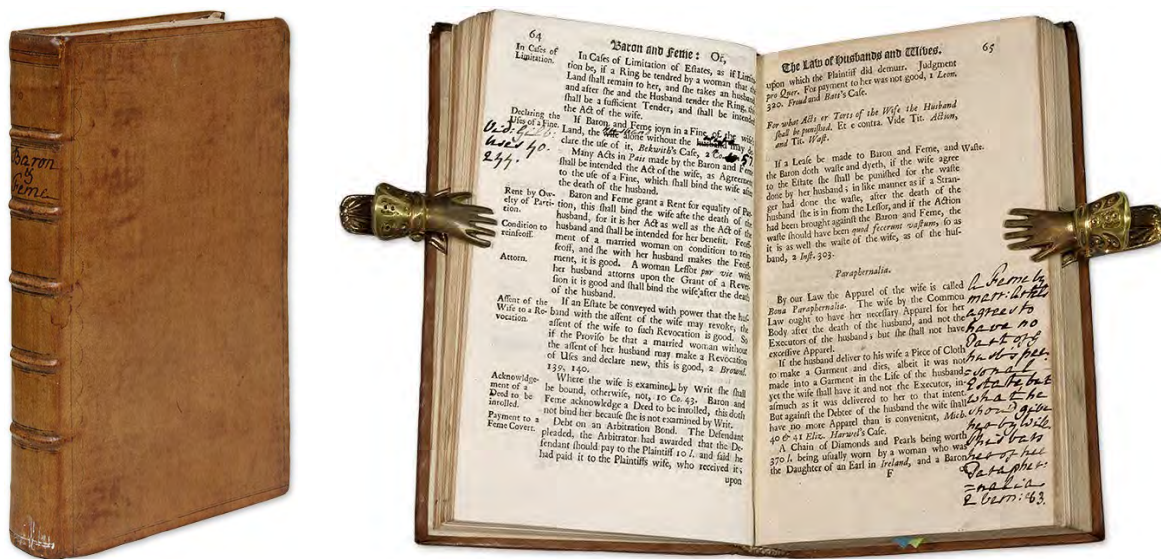 Baron
&
Feme
64
Baron and Feme: Or,
In Caſes of
Limitation.
In Caſes of Limitation of Eſtates, as if Limita-
tion be, if a Ring be tendred by a woman that the
Land ſhall remain to her, and ſhe takes an husband
and after ſhe and the Husband tender the Ring, this
ſhall be a ſufficient Tender, and ſhall be intended
the Act of the wife.
Declaring the
Uſes of a Fine.
If Baron, and Feme joyn in a Fine of the wifes
Land, the wife alone without the husband may de-
clare the uſe of it, Bekwith's Caſe, 2 Co. 57.
Many Acts in Pais made by the Baron and Feme
ſhall be intended the Act of the wife, as Agreement
to the uſe of a Fine, which ſhall bind the wife after
the death of the husband.
Rent by Ow-
elty of Parti-
tion.
Baron and Feme grant a Rent for equality of Par-
tition, this ſhall bind the wife afte the death of the
husband, for it is her Act as well as the Act of the
husband and ſhall be intended for her benefit. Feoff-
Condition to
reinfeoff.
ment of a married woman on condition to rein-
feoff, and ſhe with her husband makes the Feoff-
ment, it is good. A woman Leſſor pur vie with
Attorn.
her husband attorns upon the Grant of a Rever-
ſion it is good and ſhall bind the wife after the death
of the husband.
Aſſent of the
Wife to a Re-
vocation.
If an Eſtate be conveyed with power that the huſ-
band with the aſſent of the wife may revoke, the
aſſent of the wife to ſuch Revocation is good. So
if the Proviſo be that a married woman without
the aſſent of her husband may make a Revocation
of Uſes and declare new, this is good, 2 Brownl.
139, 140.
Acknowledge-
ment of a
Deed to be
inrolled.
Where the wife is examined by Writ ſhe ſhall
be bound, otherwiſe, not, 10 Co. 43. Baron and
Feme acknowledge a Deed to be inrolled, this doth
not bind her becauſe ſhe is not examined by Writ.
Payment to a
Feme Covert.
Debt on an Arbitration Bond. The Defendant
pleaded, the Arbitrator had awarded that the De-
fendant ſhould pay to the Plaintiff 10 l. and ſaid he
had paid it to the Plaintiffs wife, who received it;
upon
The Law of Husbands and Wives.
65
upon which the Plaintiff did demurr. Judgment
pro Quer. For payment to her was not good, 1 Leon.
320. Froud and Bats's Caſe.
For what Acts or Torts of the Wife the Husband
ſhall be puniſhed. Et e contra. Vide Tit. Action,
and Tit. Waſt.
If a Leaſe be made to Baron and Feme, and
Waſte.
the Baron doth waſte and dyeth, if the wife agree
to the Eſtate ſhe ſhall be puniſhed for the waſte
done by her husband; in like manner as if a Stran-
ger had done the waſte, after the death of the
husband ſhe is in from the Leſſor, and if the Action
had been brought againſt the Baron and Feme, the
waſte ſhould have been quod fecerunt vaſtum, ſo as
it is as well the waſte of the wife, as of the huſ-
band, 2 Inſt. 303.
Paraphernalia.
By our Law the Apparel of the wife is called
Bona Paraphernalia. The wife by the Common
Law ought to have her neceſſary Apparel for her
Body after the death of the husband, and not the
Executors of the husband; but ſhe ſhall not have
exceſſive Apparel.
If the husband deliver to his wife a Piece of Cloth
to make a Garment and dies, albeit it was not
made into a Garment in the Life of the husband,
yet the wife ſhall have it and not the Executor, in-
aſmuch as it was delivered to her to that intent.
But againſt the Debtee of the husband the wife ſhall
have no more Apparel than is convenient, Mich.
40 & 41 Eliz. Harwel's Caſe.
A Chain of Diamonds and Pearls being worth
370 l. being uſually worn by a woman who was
the Daughter of an Earl in Ireland, and a Baron
F
a Feme by
agrees to
have no
Part of
Estate but
what he
her by will
her of her
Parapher:
=nalia
2 Vern: 83.